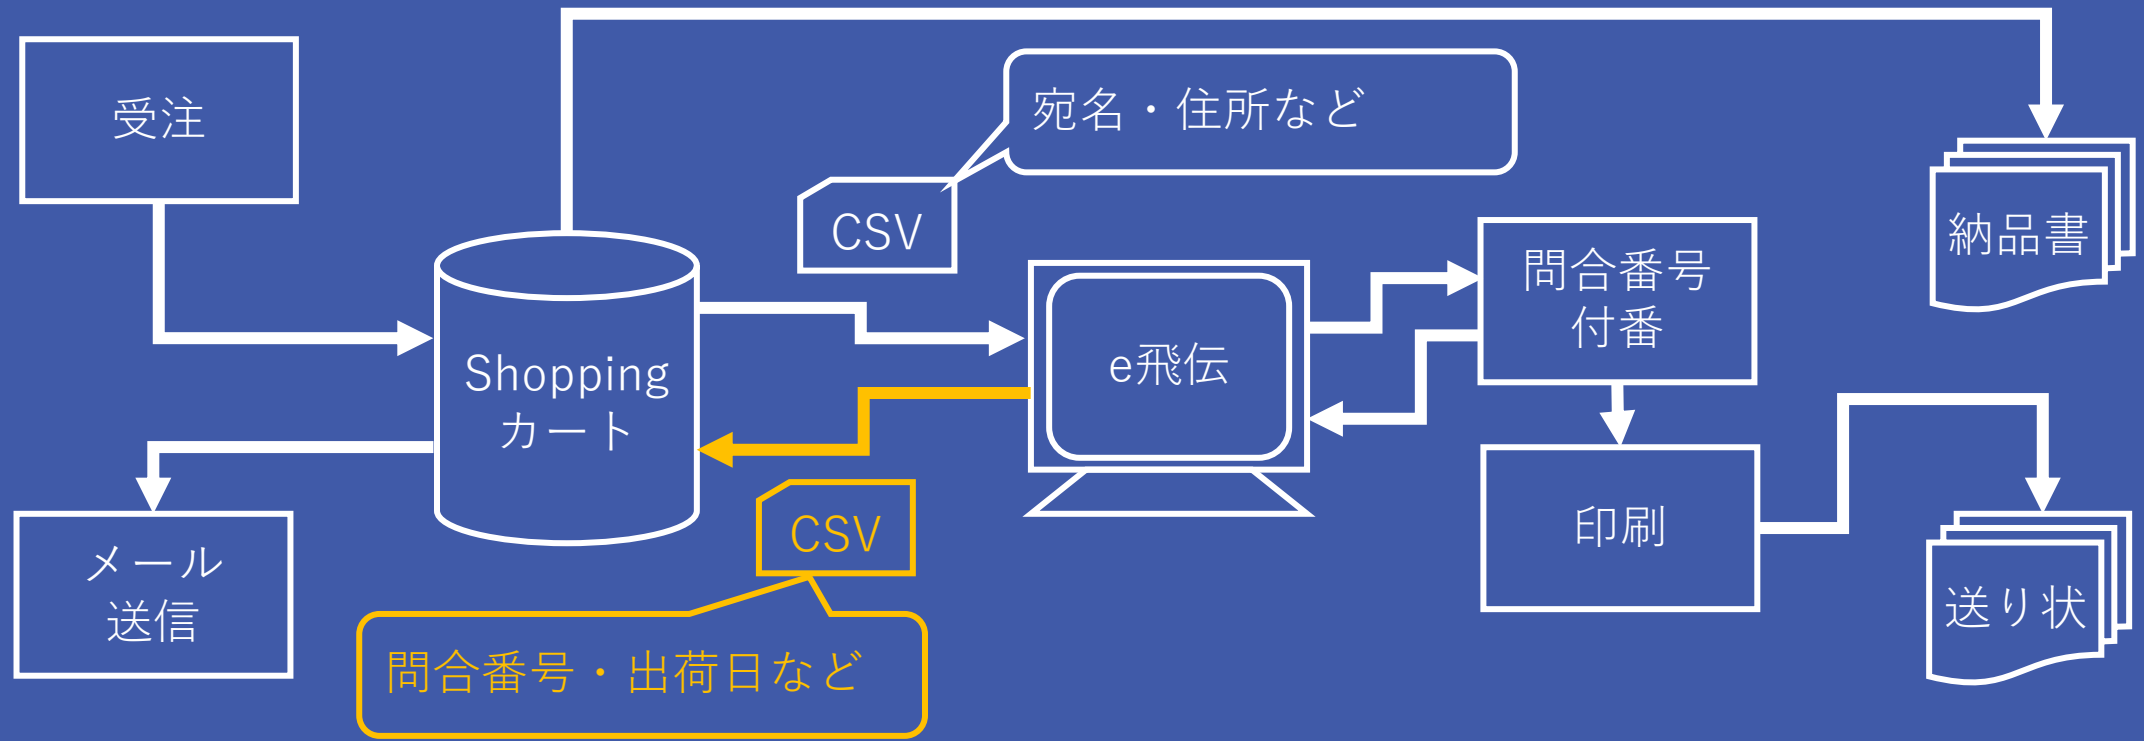 受注
宛名・住所など
CSV
納品書
問合番号
付番
Shopping
カート
e飛伝
メール
送信
CSV
印刷
送り状
問合番号・出荷日など